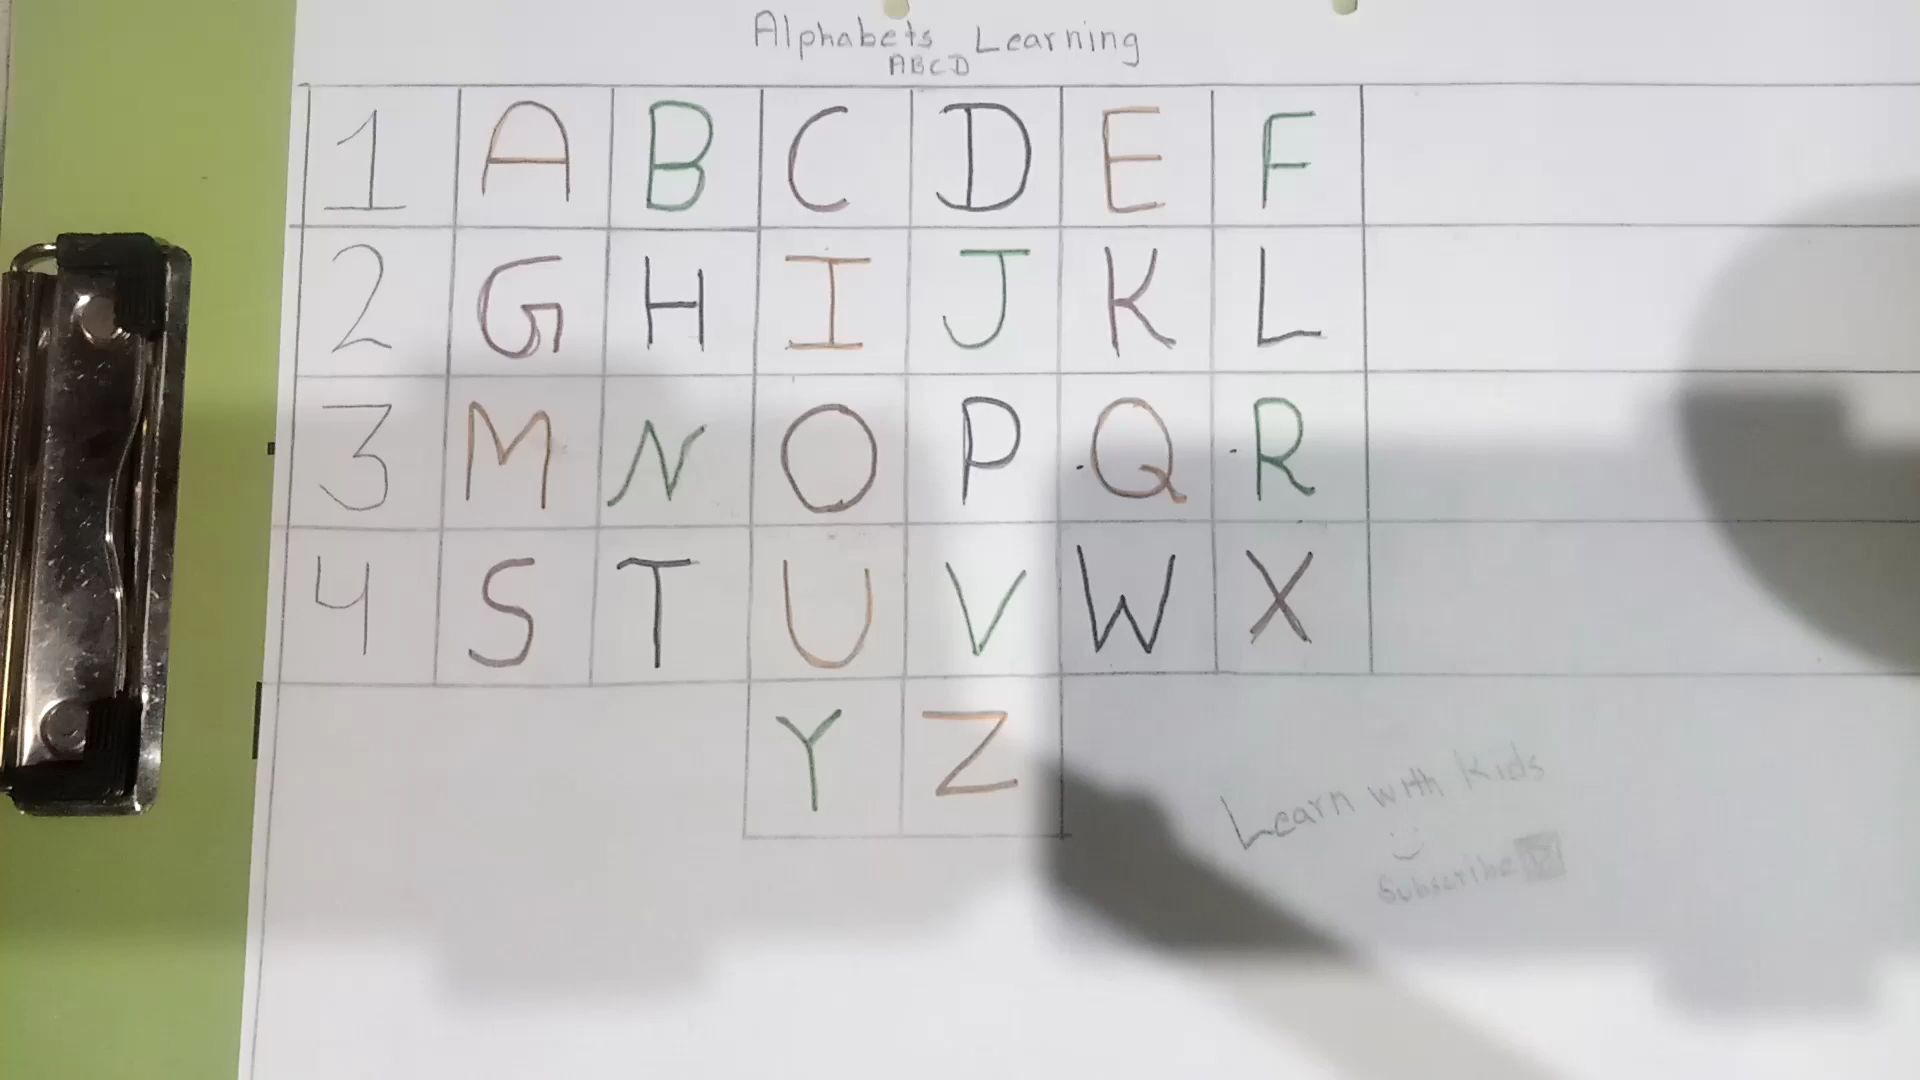 Alphabets Learning
ABCD
1 A B C D E F
2 G H I J K L
3 M N O P Q R
4 S T U V W X
Y Z
Learn with Kids
Subscribe